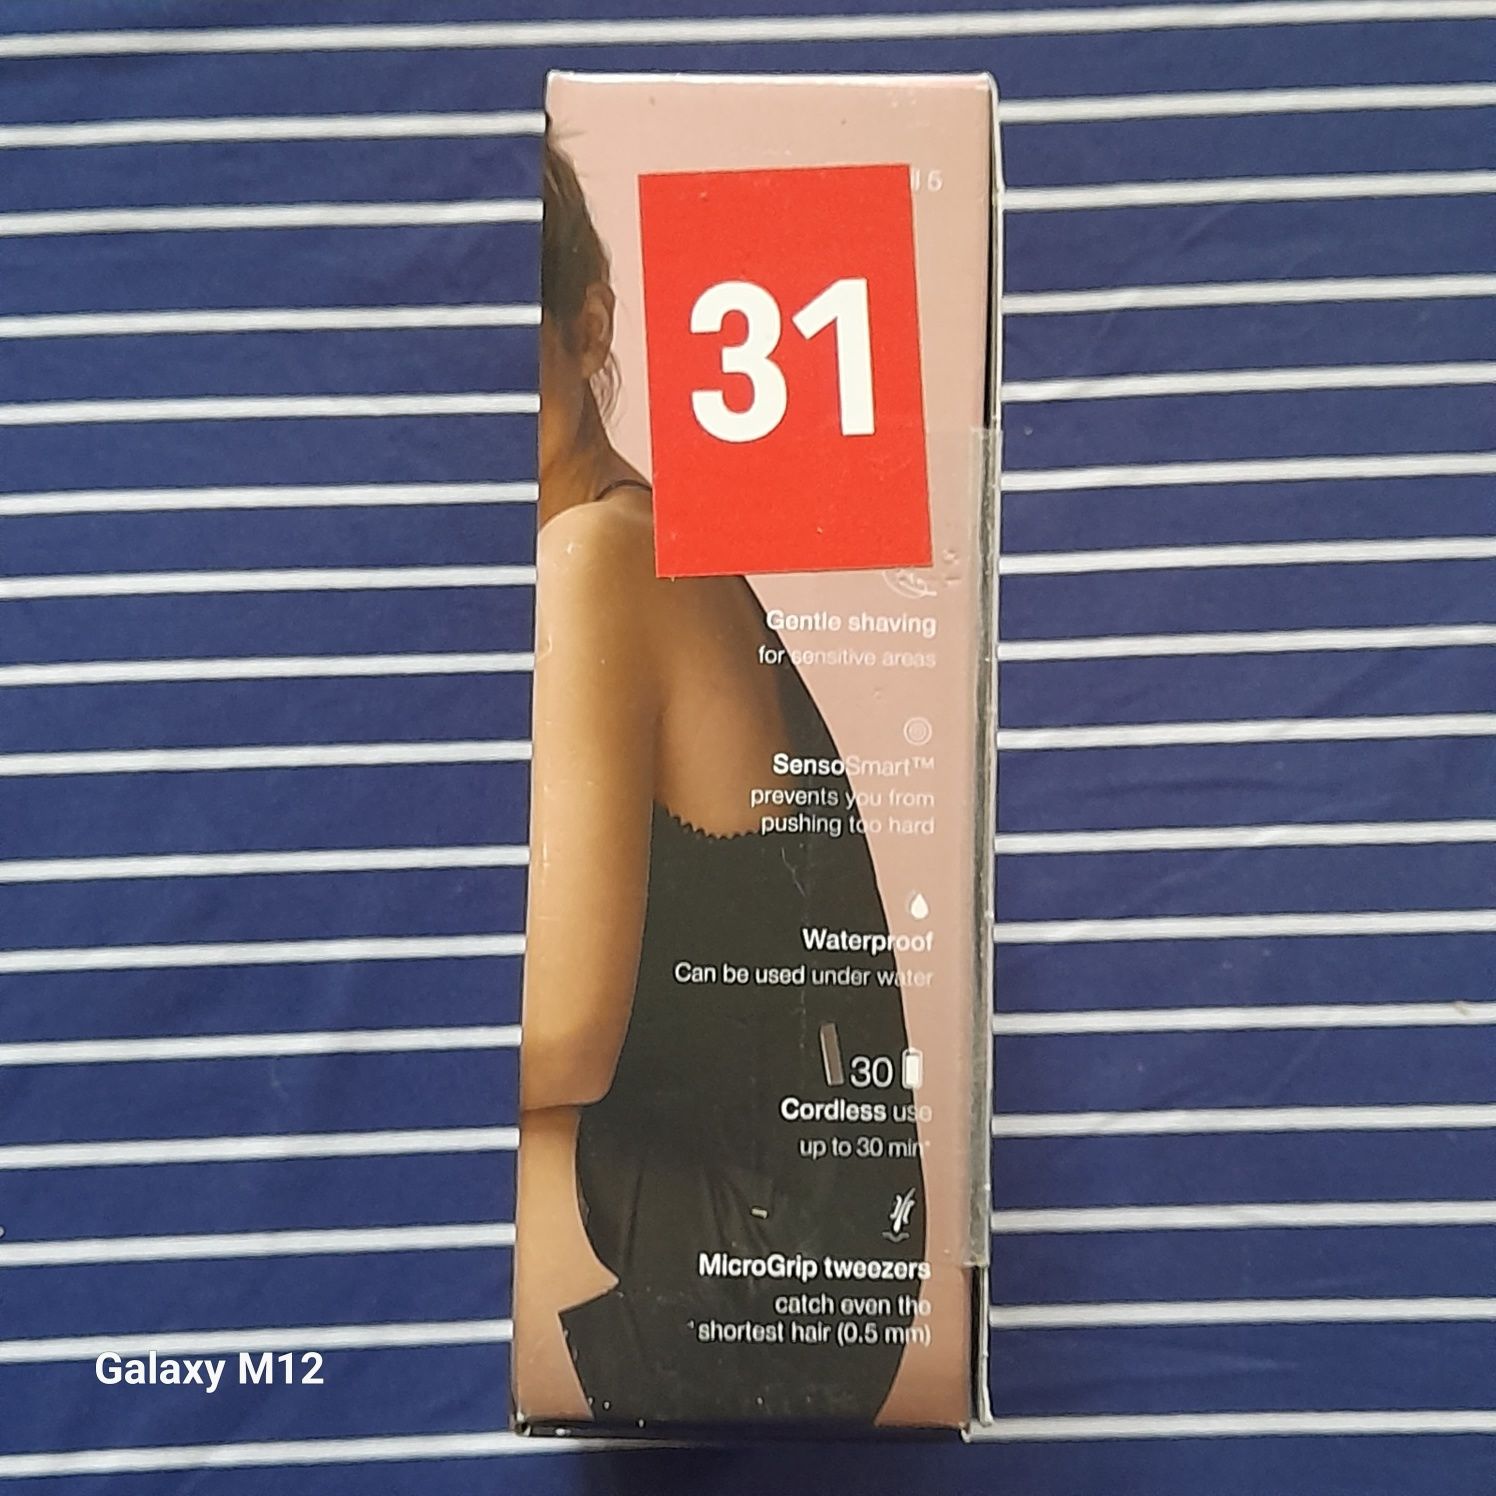 5
31
Gentle shaving
for sensitive areas
SensoSmart™
prevents you from
pushing too hard
Waterproof
Can be used under water
30
Cordless use
up to 30 min*
MicroGrip tweezers
catch even the
shortest hair (0.5 mm)
Galaxy M12